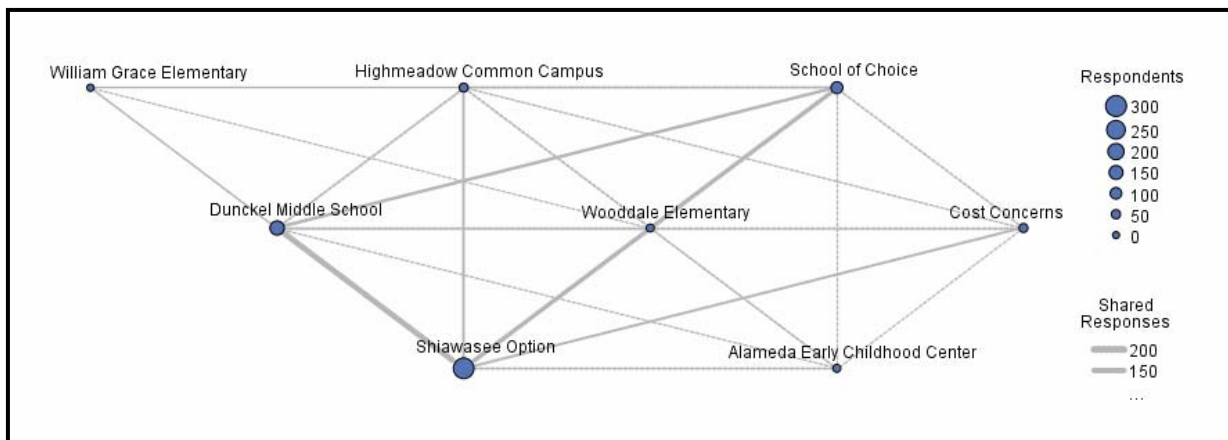 William Grace Elementary
Highmeadow Common Campus
School of Choice
Dunckel Middle School
Wooddale Elementary
Cost Concerns
Shiawasee Option
Alameda Early Childhood Center
Respondents
300
250
200
150
100
50
0
Shared
Responses
200
150
...